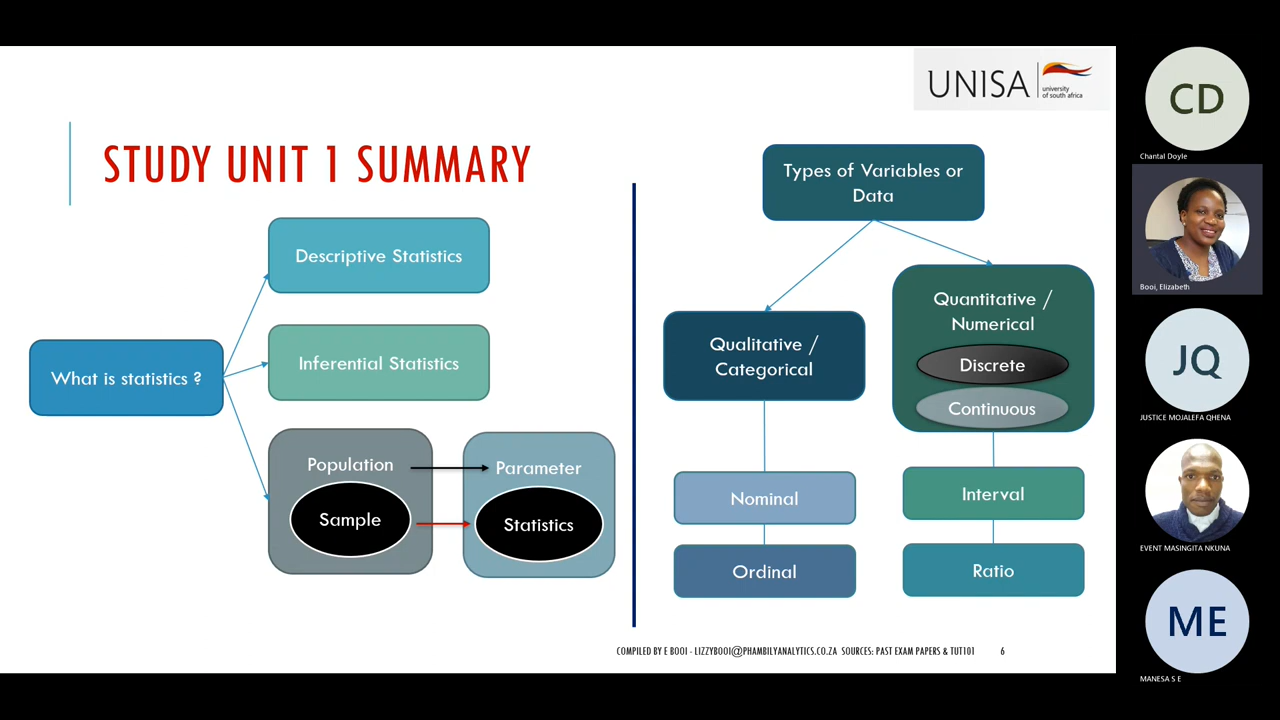 UNISA
university
of south africa
STUDY UNIT 1 SUMMARY
What is statistics ?
Descriptive Statistics
Inferential Statistics
Population
Sample
Parameter
Statistics
Types of Variables or
Data
Qualitative /
Categorical
Nominal
Ordinal
Quantitative /
Numerical
Discrete
Continuous
Interval
Ratio
COMPILED BY E BOOI - LIZZYBOOI@PHAMBILYANALYTICS.CO.ZA SOURCES: PAST EXAM PAPERS & TUT101 6
CD
Chantal Doyle
Booi, Elizabeth
JQ
JUSTICE MOJALEFA QHENA
EVENT MASINGITA NKUNA
ME
MANESA S E